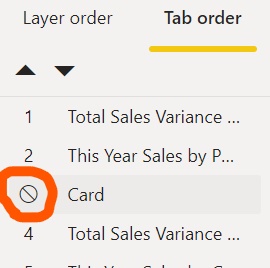 Layer order Tab order
1 Total Sales Variance ...
2 This Year Sales by P...
Card
4 Total Sales Variance ...